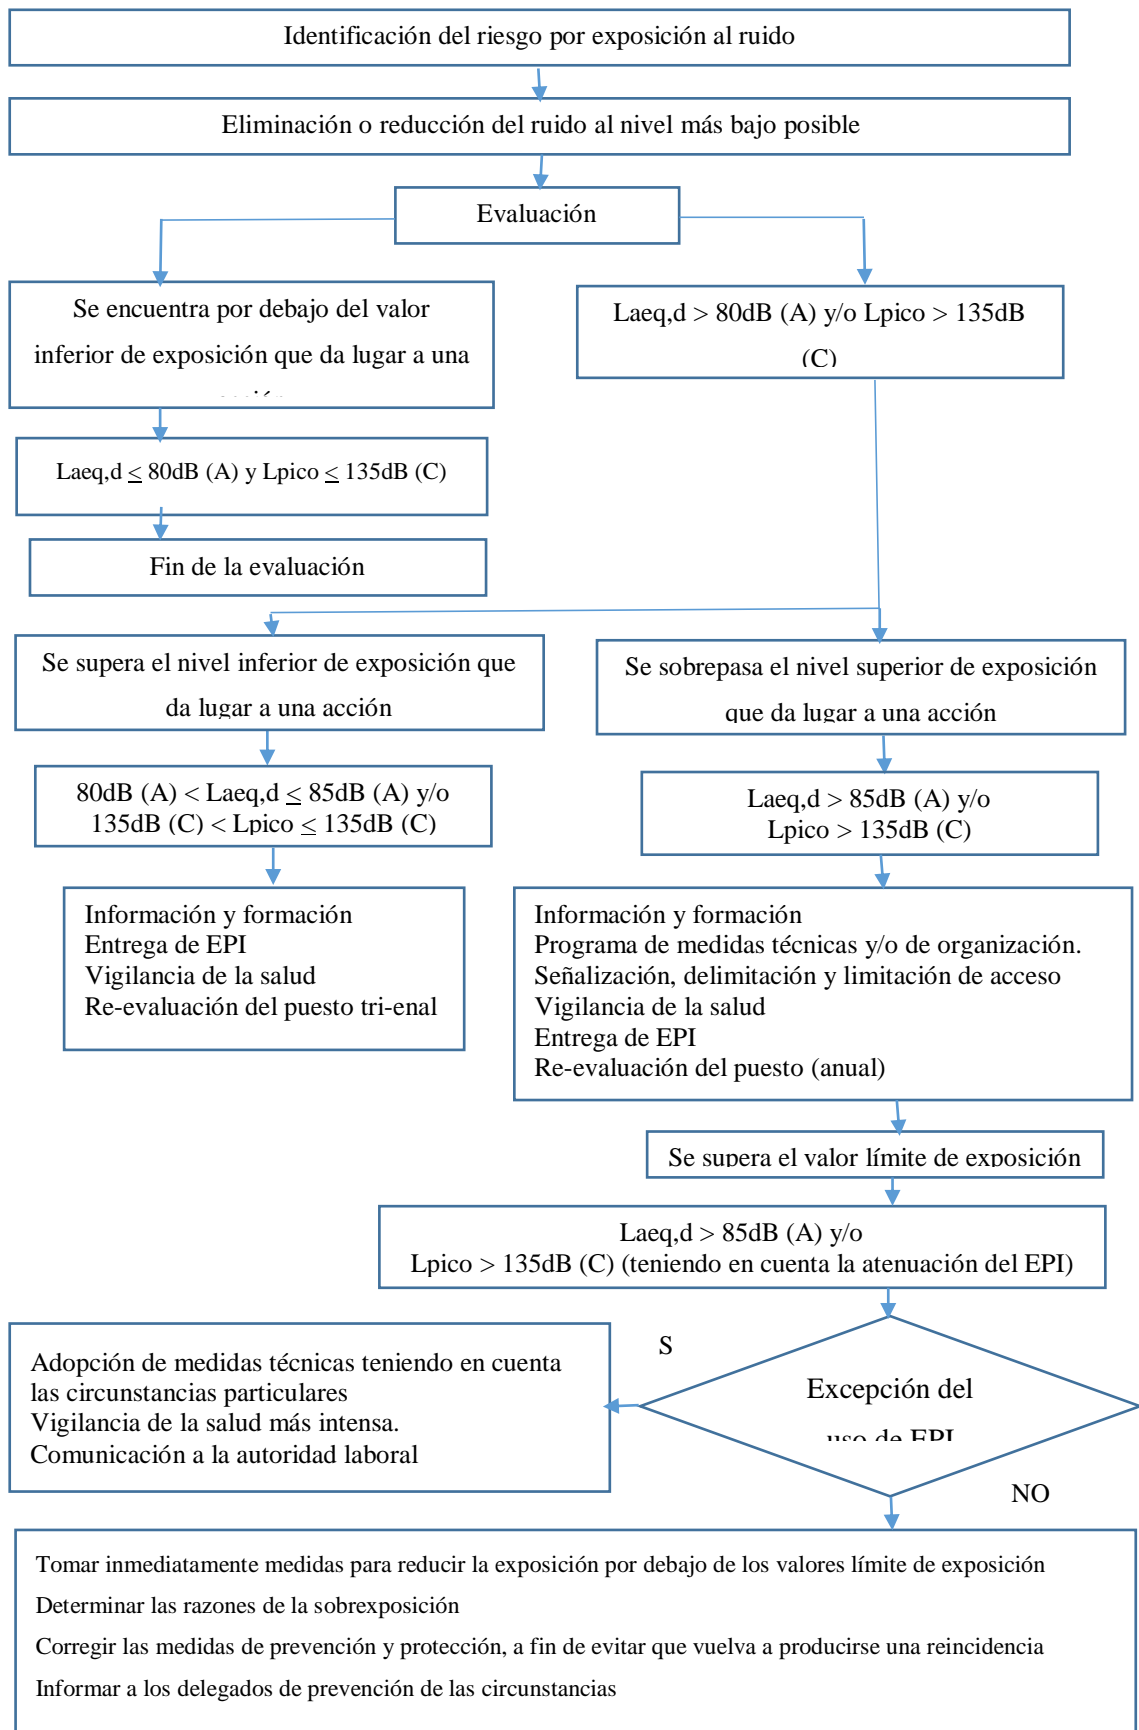 Identificación del riesgo por exposición al ruido
Eliminación o reducción del ruido al nivel más bajo posible
Evaluación
Se encuentra por debajo del valor
inferior de exposición que da lugar a una
Laeq,d > 80dB (A) y/o Lpico > 135dB
(C)
Laeq,d ≤ 80dB (A) y Lpico ≤ 135dB (C)
Fin de la evaluación
Se supera el nivel inferior de exposición que
da lugar a una acción
Se sobrepasa el nivel superior de exposición
que da lugar a una acción
80dB (A) < Laeq,d ≤ 85dB (A) y/o
135dB (C) < Lpico ≤ 135dB (C)
Laeq,d > 85dB (A) y/o
Lpico > 135dB (C)
Información y formación
Entrega de EPI
Vigilancia de la salud
Re-evaluación del puesto tri-enal
Información y formación
Programa de medidas técnicas y/o de organización.
Señalización, delimitación y limitación de acceso
Vigilancia de la salud
Entrega de EPI
Re-evaluación del puesto (anual)
Se supera el valor límite de exposición
Laeq,d > 85dB (A) y/o
Lpico > 135dB (C) (teniendo en cuenta la atenuación del EPI)
S
Excepción del
uso de EPI
Adopción de medidas técnicas teniendo en cuenta
las circunstancias particulares
Vigilancia de la salud más intensa.
Comunicación a la autoridad laboral
NO
Tomar inmediatamente medidas para reducir la exposición por debajo de los valores límite de exposición
Determinar las razones de la sobrexposición
Corregir las medidas de prevención y protección, a fin de evitar que vuelva a producirse una reincidencia
Informar a los delegados de prevención de las circunstancias